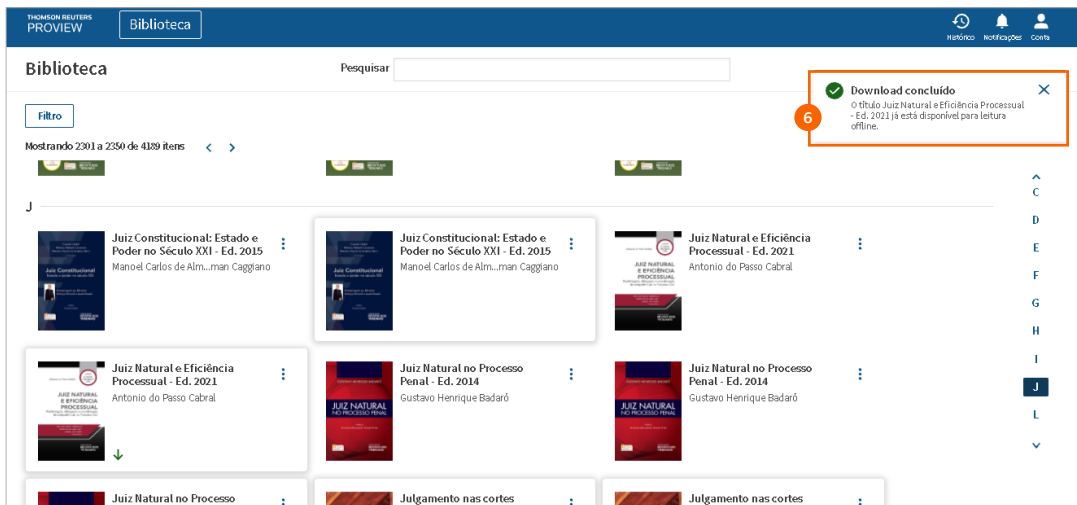 THOMSON REUTERS
PROVIEW
Biblioteca
Histórico
Notificações
Conta
Biblioteca
Pesquisar
Download concluído
O título Juiz Natural e Eficiência Processual
- Ed. 2021 já está disponível para leitura
offline.
6
Filtro
Mostrando 2301 a 2350 de 4189 itens
J
Juiz Constitucional: Estado e
Poder no Século XXI - Ed. 2015
Manoel Carlos de Alm...man Caggiano
Juiz Constitucional
Juiz Constitucional: Estado e
Poder no Século XXI - Ed. 2015
Manoel Carlos de Alm...man Caggiano
Juiz Constitucional
Juiz Natural e Eficiência
Processual - Ed. 2021
Antonio do Passo Cabral
JUIZ NATURAL
E EFICIÊNCIA
PROCESSUAL
Juiz Natural e Eficiência
Processual - Ed. 2021
Antonio do Passo Cabral
JUIZ NATURAL
E EFICIÊNCIA
PROCESSUAL
Juiz Natural no Processo
Penal - Ed. 2014
Gustavo Henrique Badaró
JUIZ NATURAL
NO PROCESSO PENAL
Juiz Natural no Processo
Penal - Ed. 2014
Gustavo Henrique Badaró
JUIZ NATURAL
NO PROCESSO PENAL
Juiz Natural no Processo
Julgamento nas cortes
Julgamento nas cortes
C
D
E
F
G
H
I
J
L